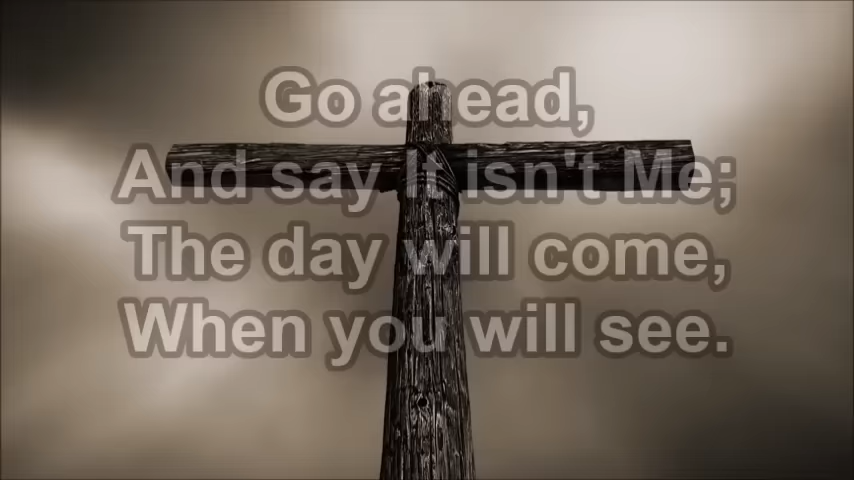 Go ahead,
And say It isn't Me;
The day will come,
When you will see.